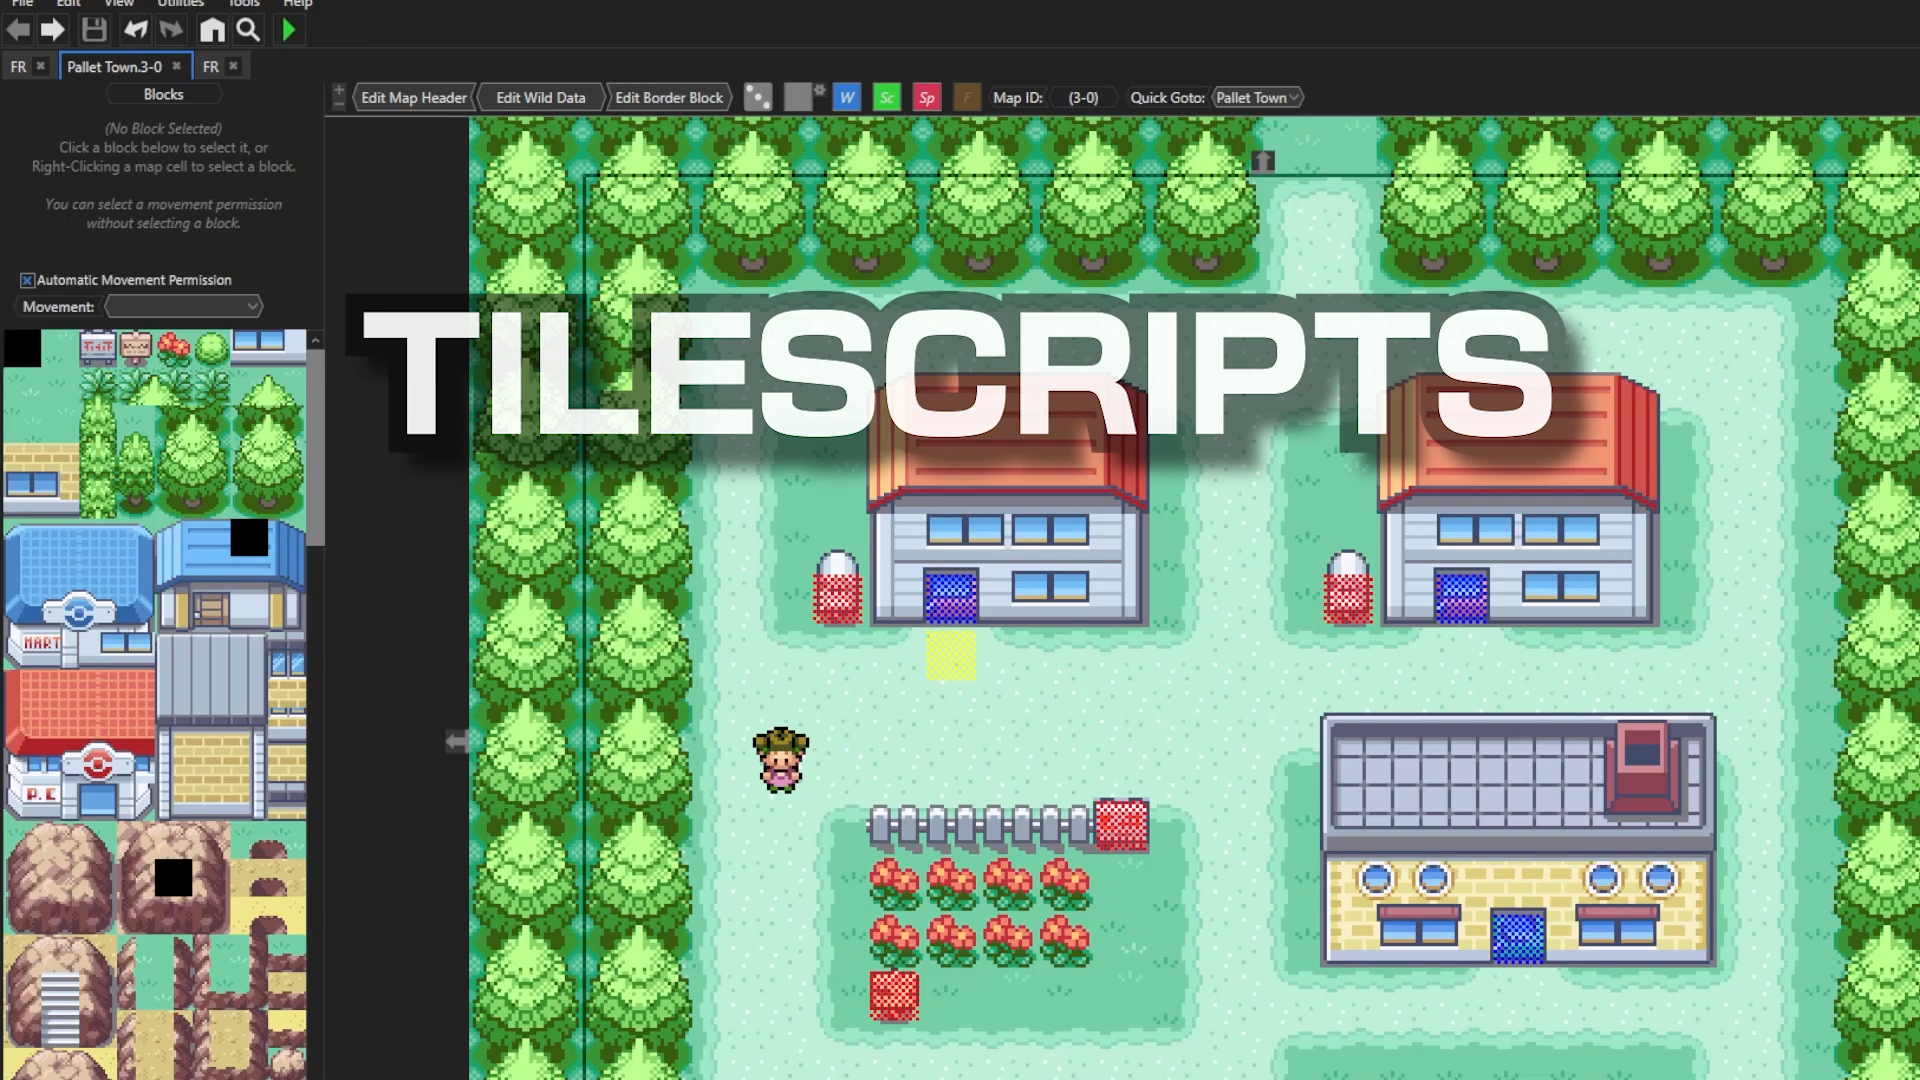 File Edit View Utilities Tools Help
FR Pallet Town.3-0 FR
Blocks
Edit Map Header Edit Wild Data Edit Border Block W Sc Sp F Map ID: (3-0) Quick Goto: Pallet Town
(No Block Selected)
Click a block below to select it, or
Right-Clicking a map cell to select a block.
You can select a movement permission
without selecting a block.
Automatic Movement Permission
Movement:
TILESCRIPTS
MART
P.C